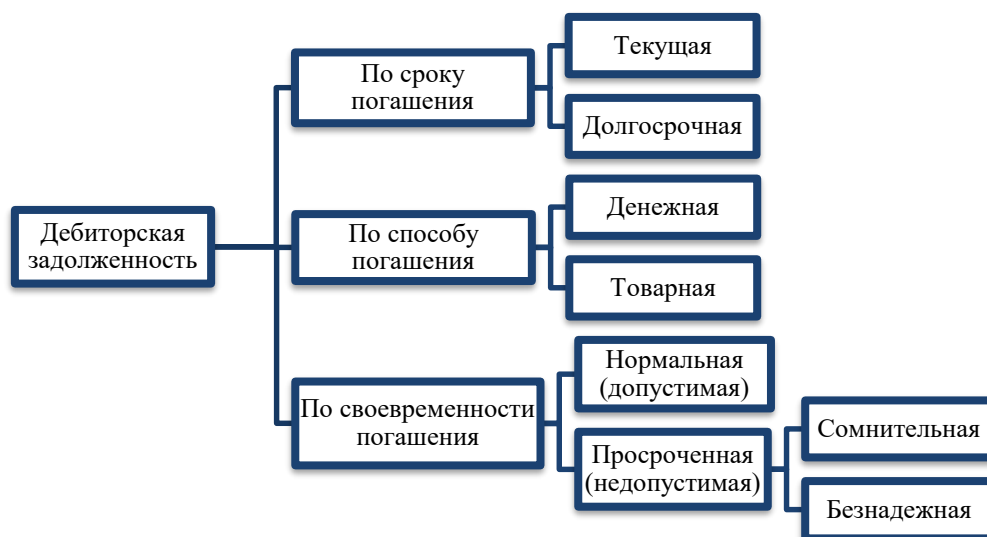 Дебиторская
задолженность
По сроку
погашения
Текущая
Долгосрочная
По способу
погашения
Денежная
Товарная
По своевременности
погашения
Нормальная
(допустимая)
Просроченная
(недопустимая)
Сомнительная
Безнадежная